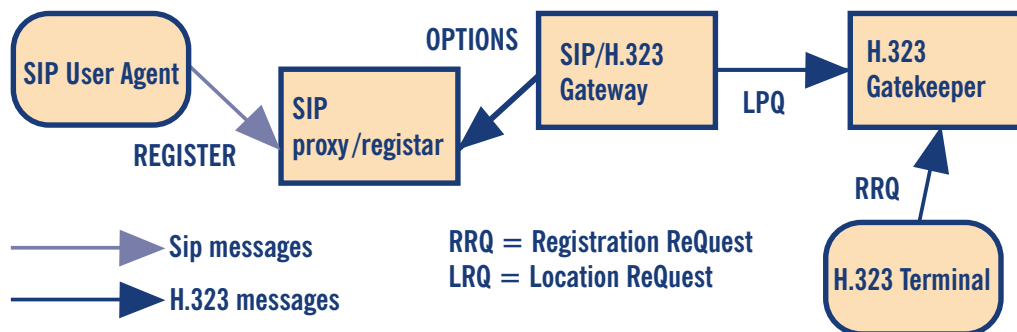 SIP User Agent
OPTIONS
SIP/H.323
Gateway
H.323
Gatekeeper
SIP
proxy/registar
LPQ
REGISTER
RRQ
Sip messages
H.323 messages
RRQ = Registration ReQuest
LRQ = Location ReQuest
H.323 Terminal